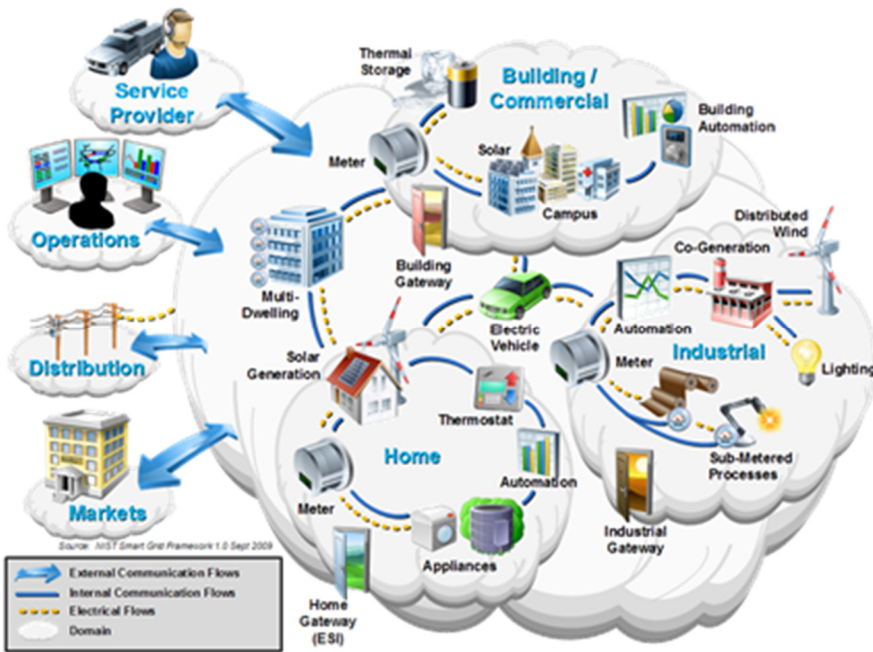 Service
Provider
Operations
Distribution
Markets
Thermal
Storage
Building /
Commercial
Building
Automation
Meter
Solar
Campus
Building
Gateway
Multi-
Dwelling
Electric
Vehicle
Distributed
Wind
Co-Generation
Automation
Meter
Industrial
Lighting
Sub-Metered
Processes
Industrial
Gateway
Solar
Generation
Thermostat
Home
Automation
Meter
Appliances
Home
Gateway
(ESI)
Source: NIST Smart Grid Framework 1.0 Sept 2009
External Communication Flows
Internal Communication Flows
Electrical Flows
Domain